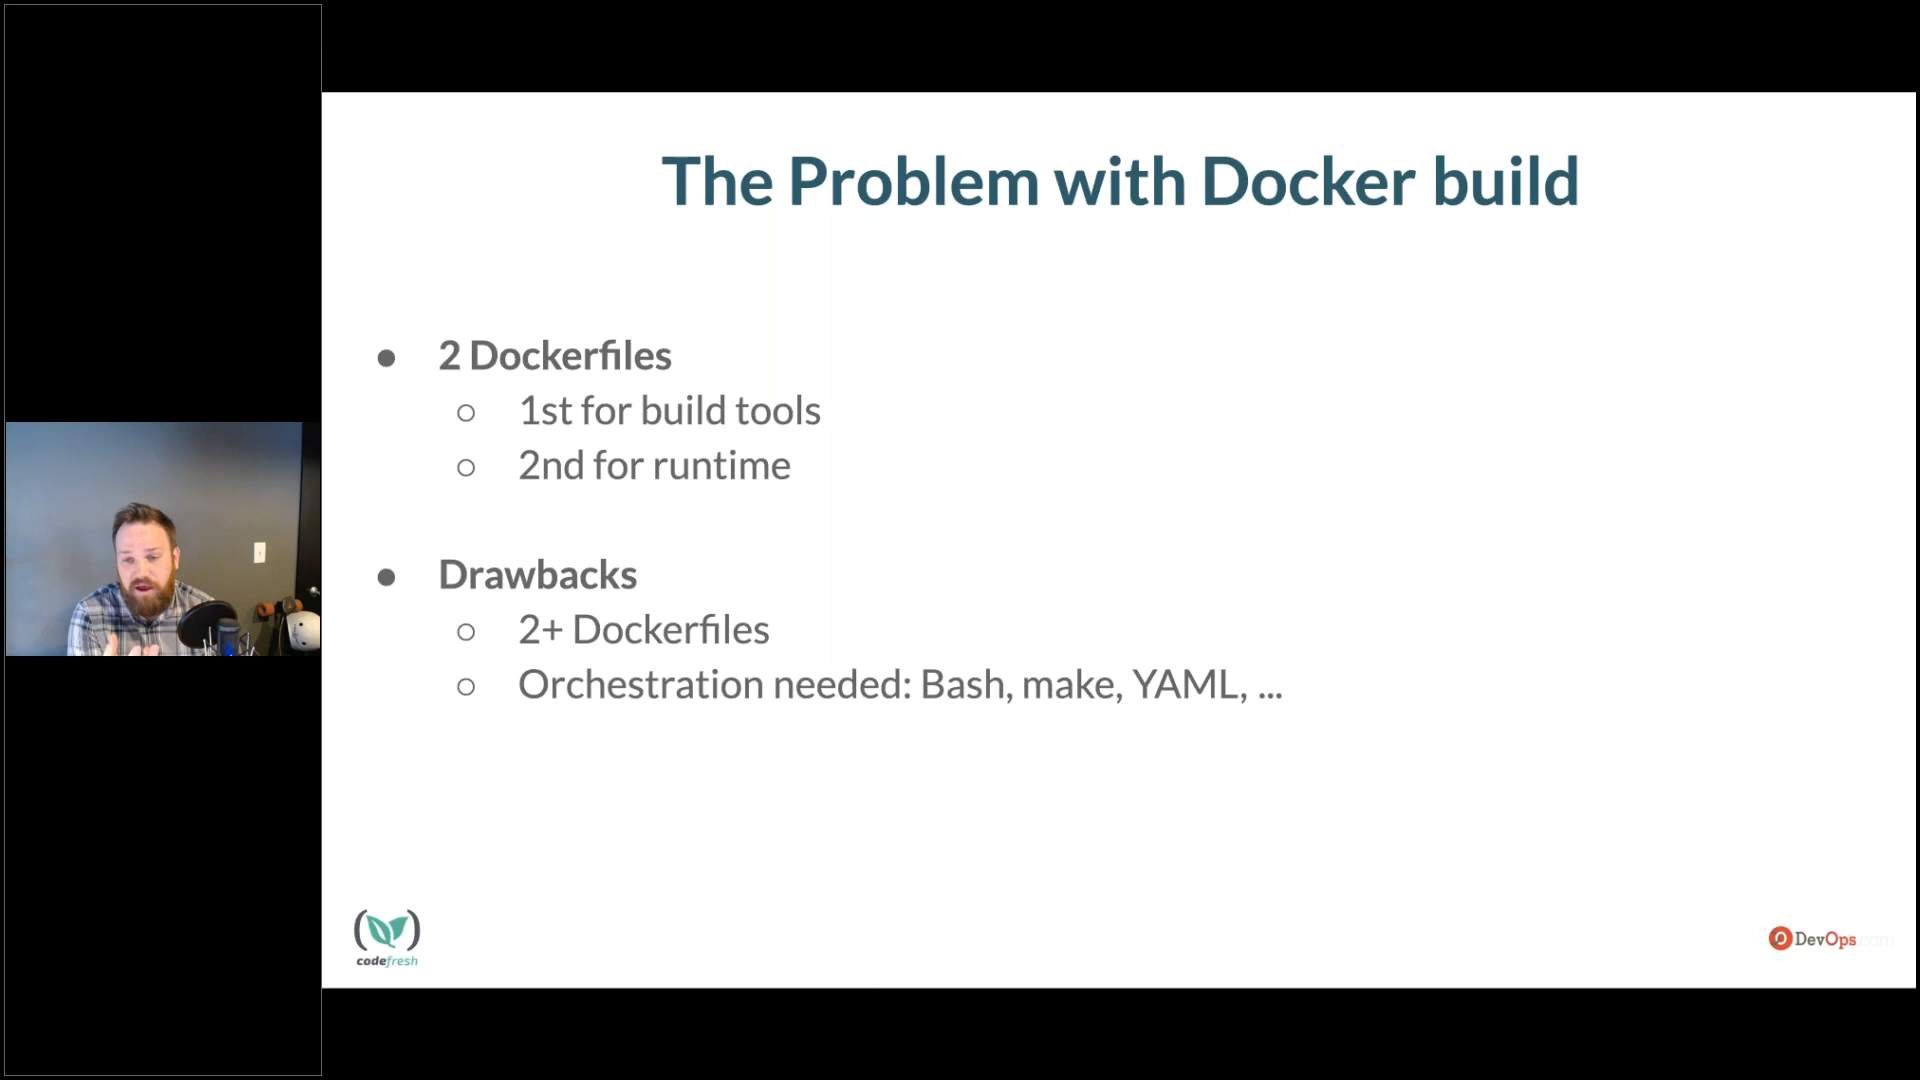 The Problem with Docker build
● 2 Dockerfiles
○ 1st for build tools
○ 2nd for runtime
● Drawbacks
○ 2+ Dockerfiles
○ Orchestration needed: Bash, make, YAML, ...
codefresh
DevOps.com